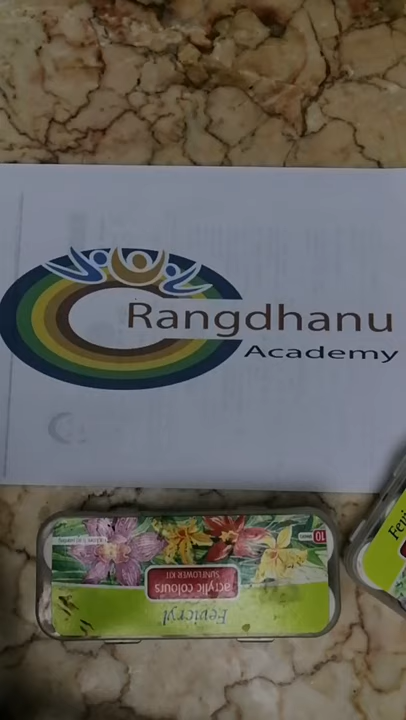 Rangdhanu
Academy
Fevicryl
acrylic colours
SUNFLOWER KIT
10